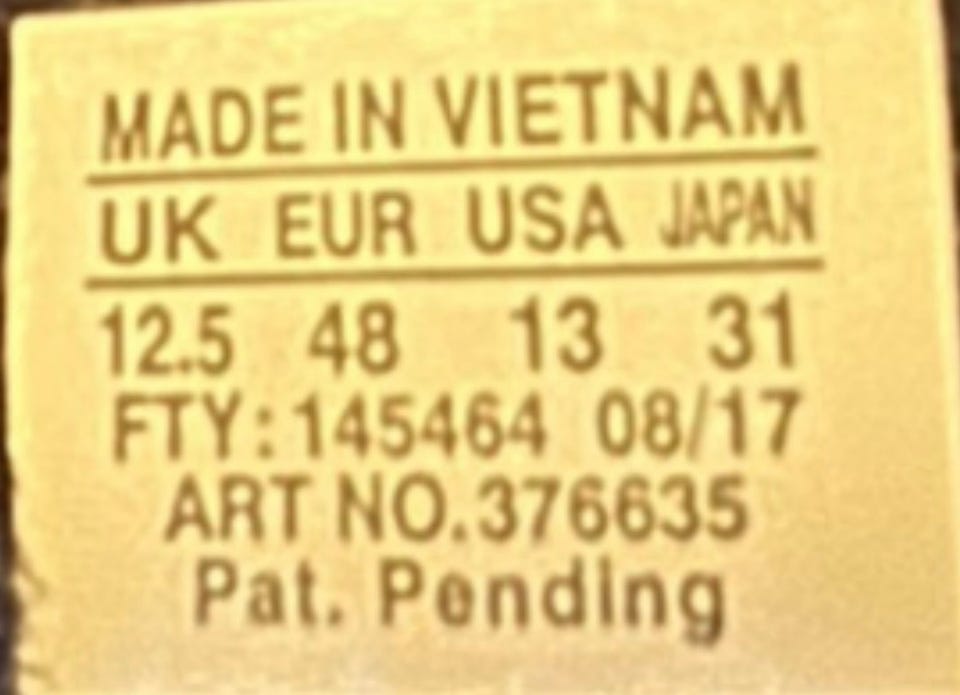 MADE IN VIETNAM
UK EUR USA JAPAN
12.5 48 13 31
FTY: 145464 08/17
ART NO. 376635
Pat. Pending